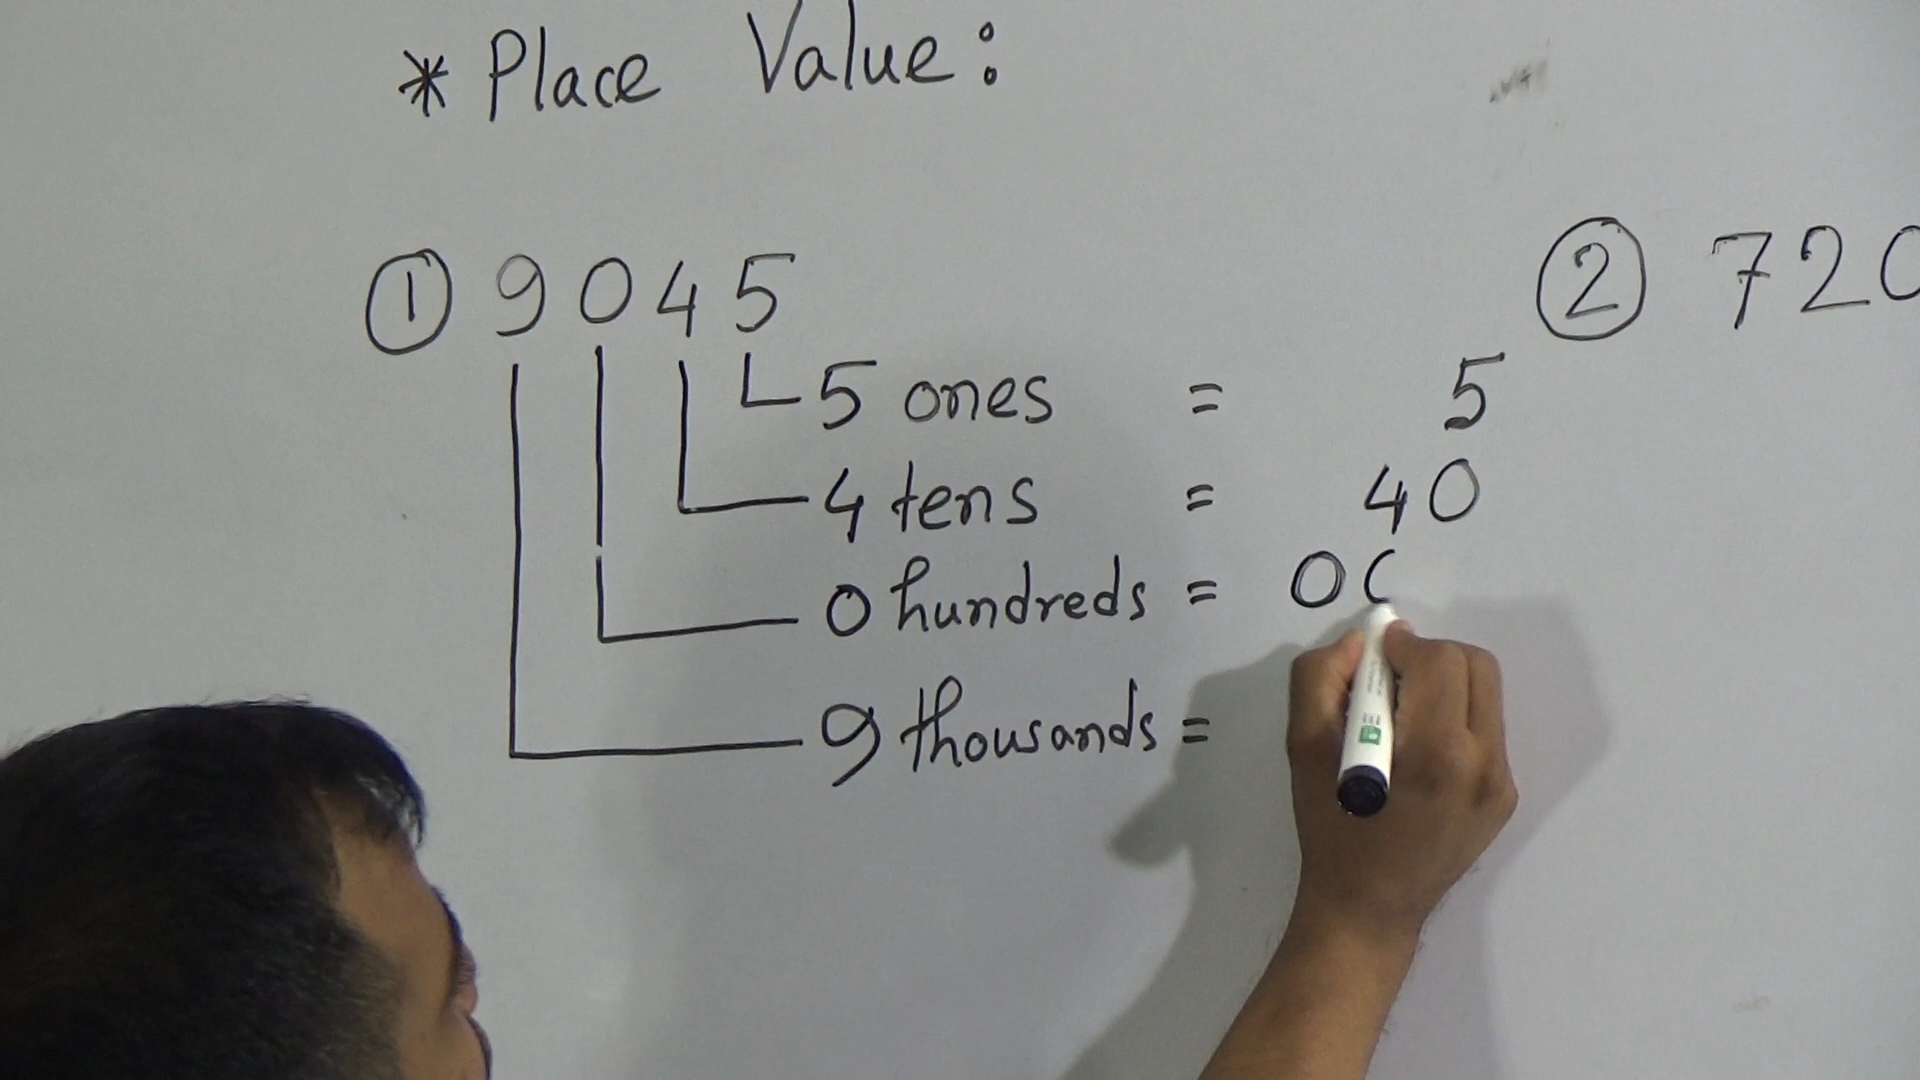 * Place Value:
① 9045
5 ones = 5
4 tens = 40
0 hundreds = 0
9 thousands =
② 720